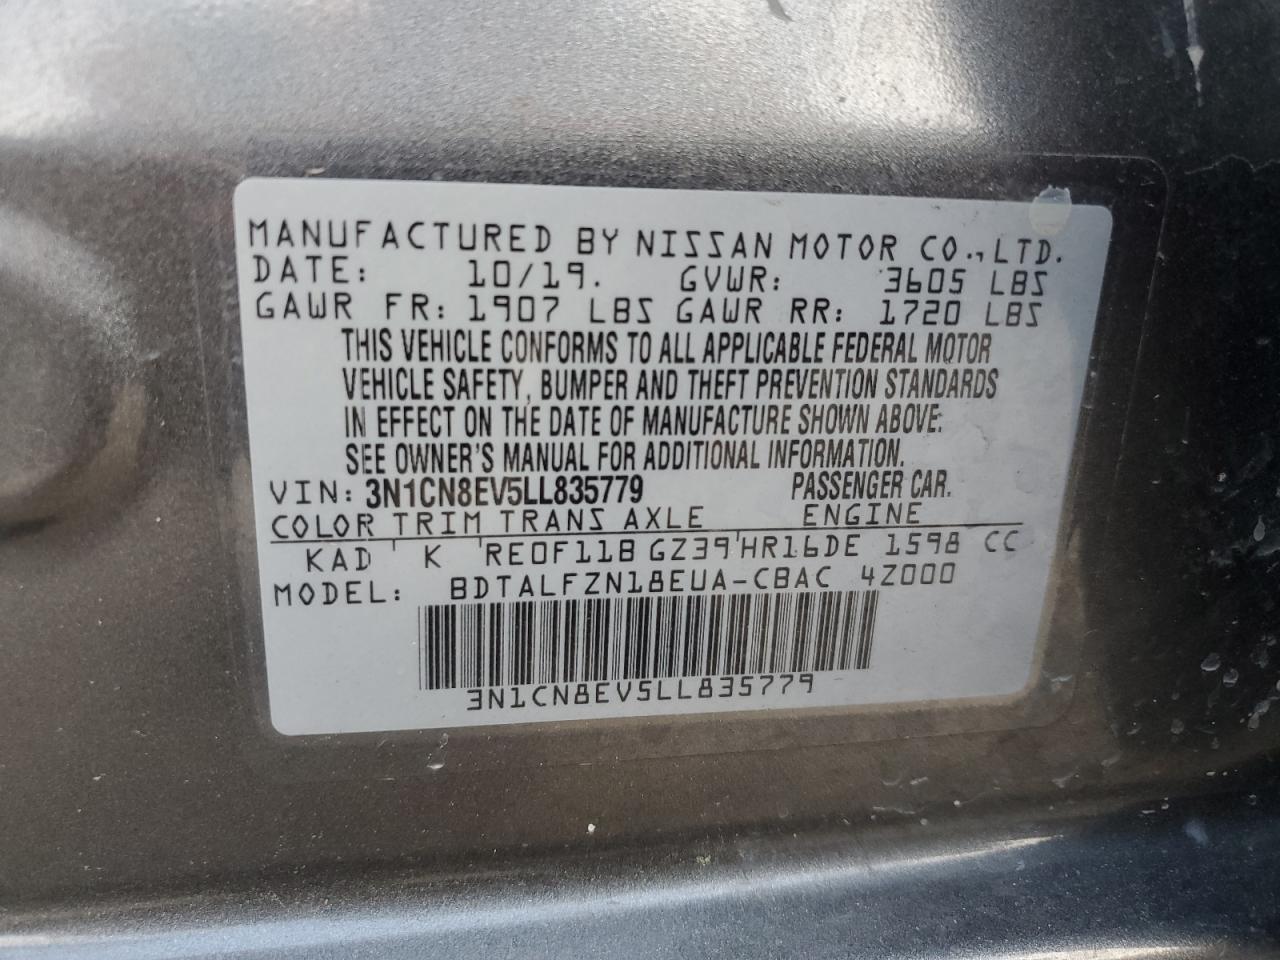 MANUFACTURED BY NISSAN MOTOR CO., LTD.
DATE: 10/19. GVWR: 3605 LBS
GAWR FR: 1907 LBS GAWR RR: 1720 LBS
THIS VEHICLE CONFORMS TO ALL APPLICABLE FEDERAL MOTOR
VEHICLE SAFETY, BUMPER AND THEFT PREVENTION STANDARDS
IN EFFECT ON THE DATE OF MANUFACTURE SHOWN ABOVE:
SEE OWNER'S MANUAL FOR ADDITIONAL INFORMATION.
VIN: 3N1CN8EV5LL835779 PASSENGER CAR.
COLOR TRIM TRANS AXLE ENGINE
KAD K RE0F11B GZ39 HR16DE 1598 CC
MODEL: BDTALFZN18EUA-CBAC 4Z000
3N1CN8EV5LL835779